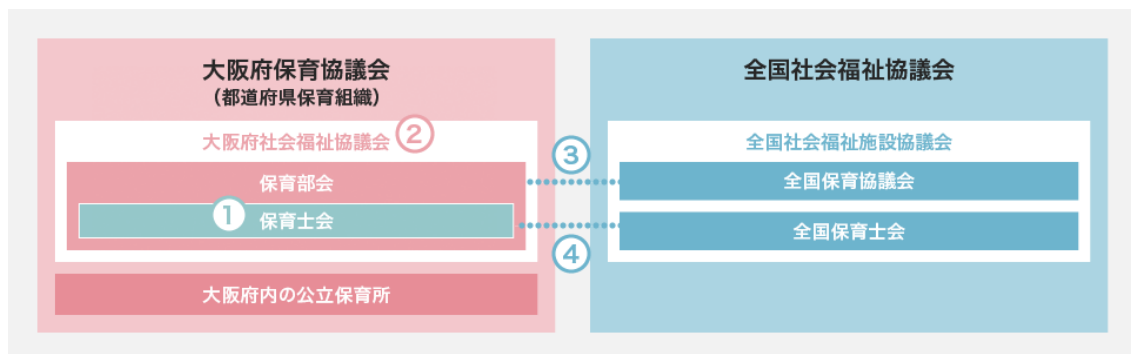 大阪府保育協議会
（都道府県保育組織）
大阪府社会福祉協議会 ②
保育部会
① 保育士会
大阪府内の公立保育所
③
④
全国社会福祉協議会
全国社会福祉施設協議会
全国保育協議会
全国保育士会